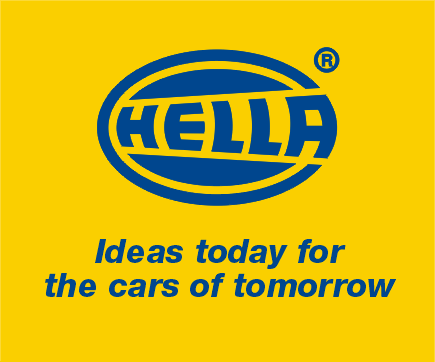 ®
HELLA
Ideas today for
the cars of tomorrow